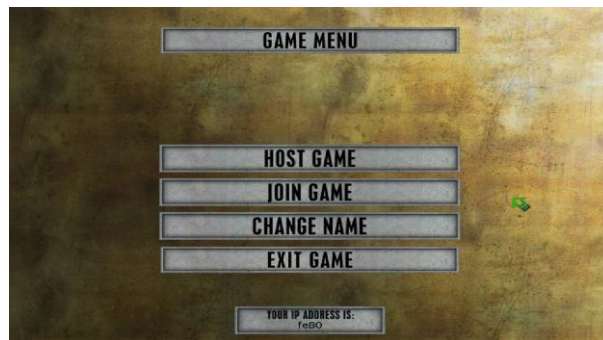 GAME MENU
HOST GAME
JOIN GAME
CHANGE NAME
EXIT GAME
YOUR IP ADDRESS IS:
fe80